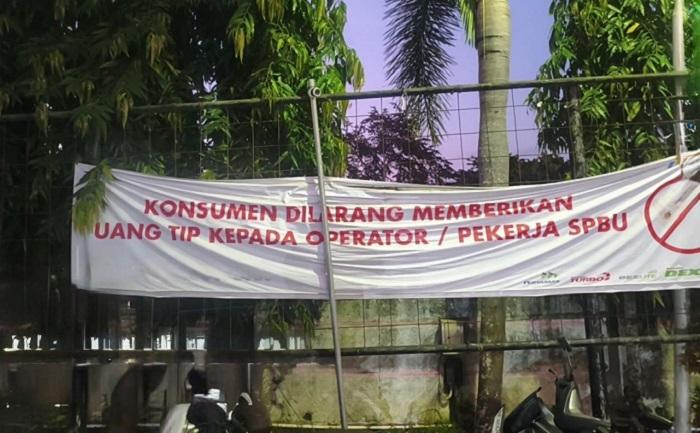 KONSUMEN DILARANG MEMBERIKAN
UANG TIP KEPADA OPERATOR / PEKERJA SPBU
TURBO DEX